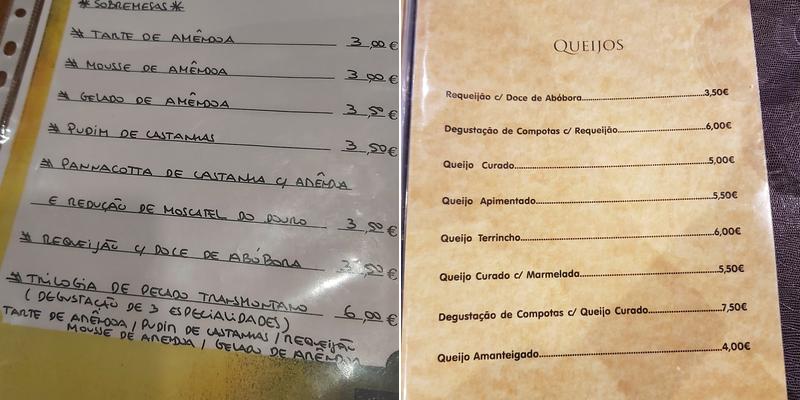 *SOBREMESAS*
* TARTE DE AMÊNDOA 3,00€
* MOUSSE DE AMÊNDOA 3,00€
* GELADO DE AMÊNDOA 3,50€
* PUDIM DE CASTANHAS 3,50€
* PANNACOTTA DE CASTANHA C/ AMÊNDOA
E REDUÇÃO DE MOSCATEL DO DOURO 3,50€
* REQUEIJÃO C/ DOCE DE ABÓBORA 3,50€
* TRILOGIA DE PECADO TRANSMONTANO 6,00€
(DEGUSTAÇÃO DE 3 ESPECIALIDADES)
TARTE DE AMÊNDOA / PUDIM DE CASTANHAS / REQUEIJÃO
MOUSSE DE AMENDOA / GELADO DE AMÊNDOA
QUEIJOS
Requeijão c/ Doce de Abóbora 3,50€
Degustação de Compotas c/ Requeijão 6,00€
Queijo Curado 5,00€
Queijo Apimentado 5,50€
Queijo Terrincho 6,00€
Queijo Curado c/ Marmelada 5,50€
Degustação de Compotas c/ Queijo Curado 7,50€
Queijo Amanteigado 4,00€